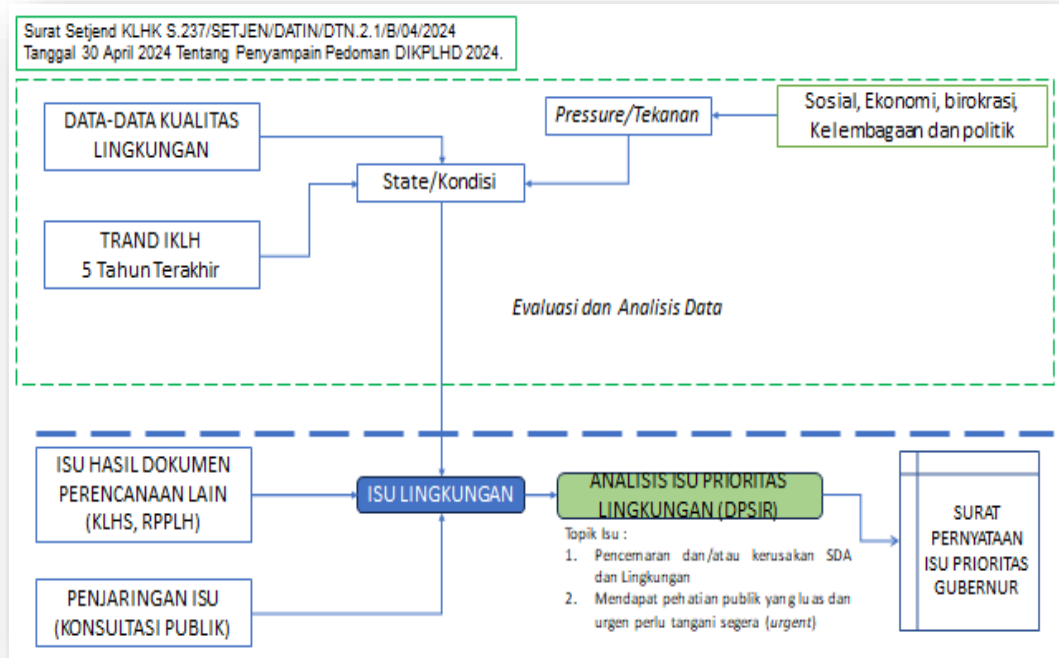 Surat Setjend KLHK S.237/SETJEN/DATIN/DTN.2.1/B/04/2024
Tanggal 30 April 2024 Tentang Penyampain Pedoman DIKPLHD 2024.
DATA-DATA KUALITAS
LINGKUNGAN
Pressure/Tekanan
Sosial, Ekonomi, birokrasi,
Kelembagaan dan politik
State/Kondisi
TRAND IKLH
5 Tahun Terakhir
Evaluasi dan Analisis Data
ISU HASIL DOKUMEN
PERENCANAAN LAIN
(KLHS, RPPLH)
ISU LINGKUNGAN
ANALISIS ISU PRIORITAS
LINGKUNGAN (DPSIR)
Topik Isu :
1. Pencemaran dan/atau kerusakan SDA
dan Lingkungan
2. Mendapat pehatian publik yang luas dan
urgen perlu tangani segera (urgent)
SURAT
PERNYATAAN
ISU PRIORITAS
GUBERNUR
PENJARINGAN ISU
(KONSULTASI PUBLIK)